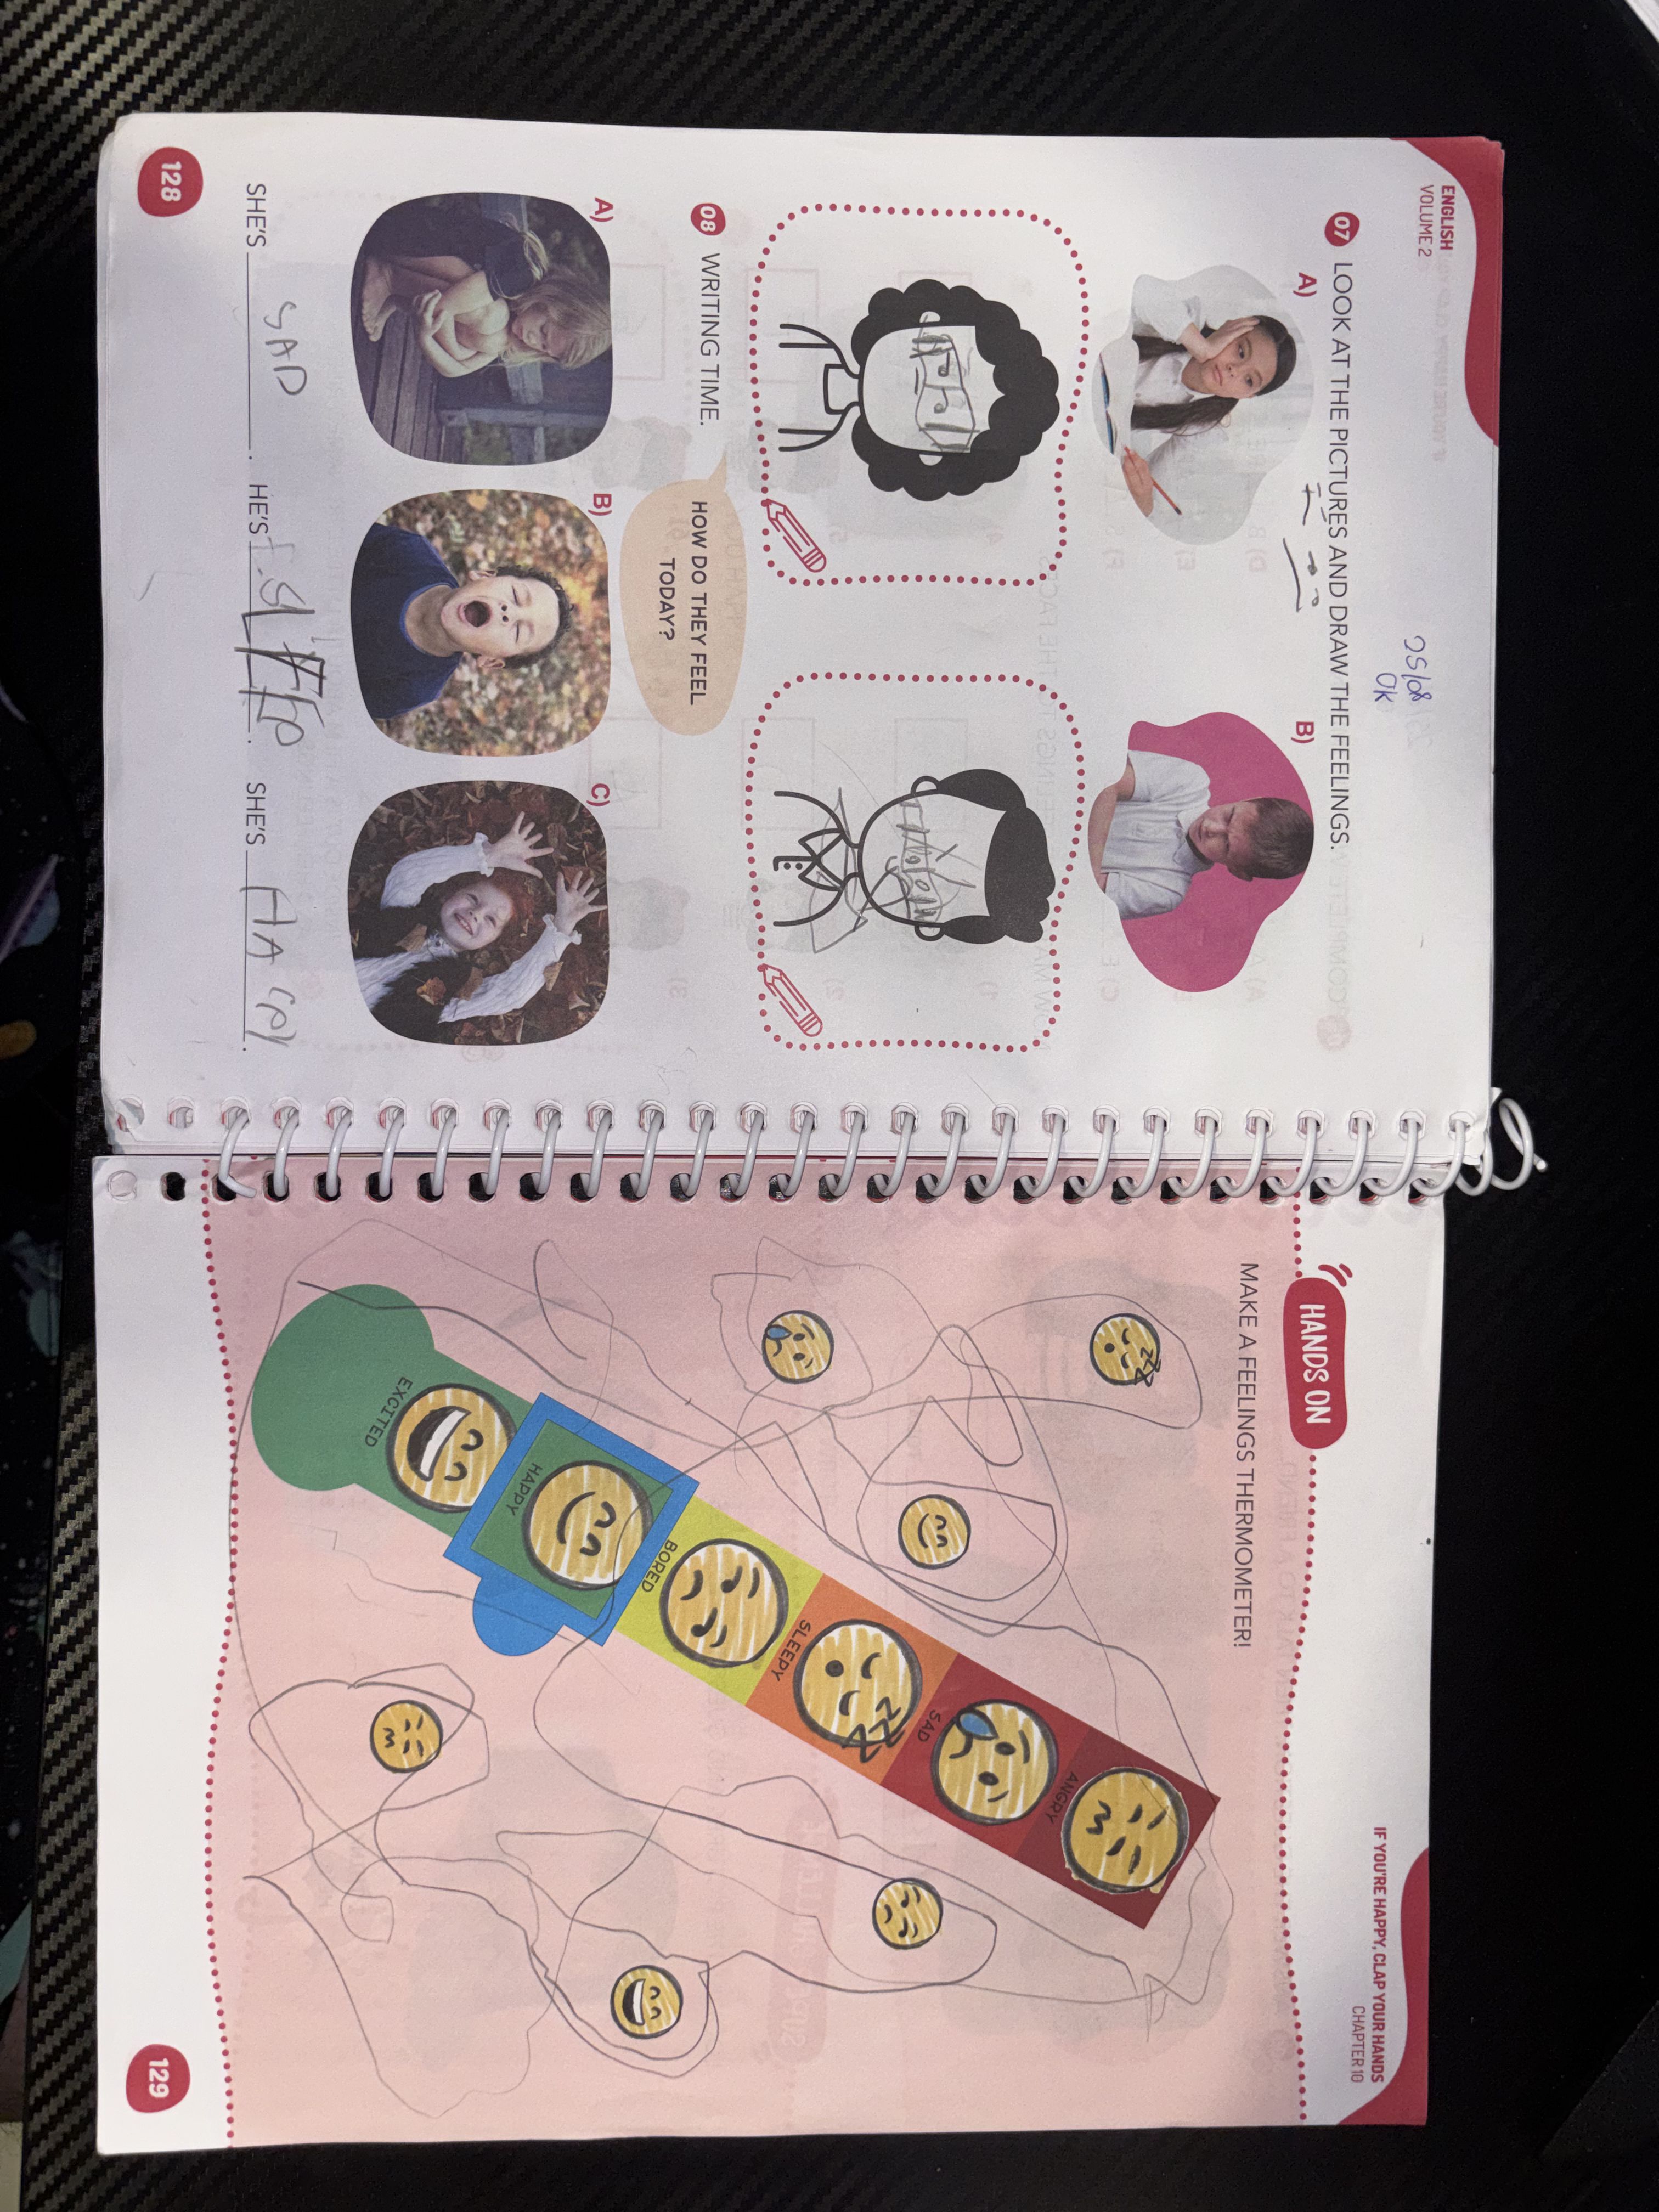 ENGLISH
VOLUME 2
25/08
OK
07 LOOK AT THE PICTURES AND DRAW THE FEELINGS.
A)
B)
08 WRITING TIME.
HOW DO THEY FEEL
TODAY?
A)
B)
C)
SHE'S SAD. HE'S. SHE'S HAPPY.
128
IF YOU'RE HAPPY, CLAP YOUR HANDS
CHAPTER 10
HANDS ON
MAKE A FEELINGS THERMOMETER!
ANGRY
SAD
SLEEPY
BORED
HAPPY
EXCITED
129